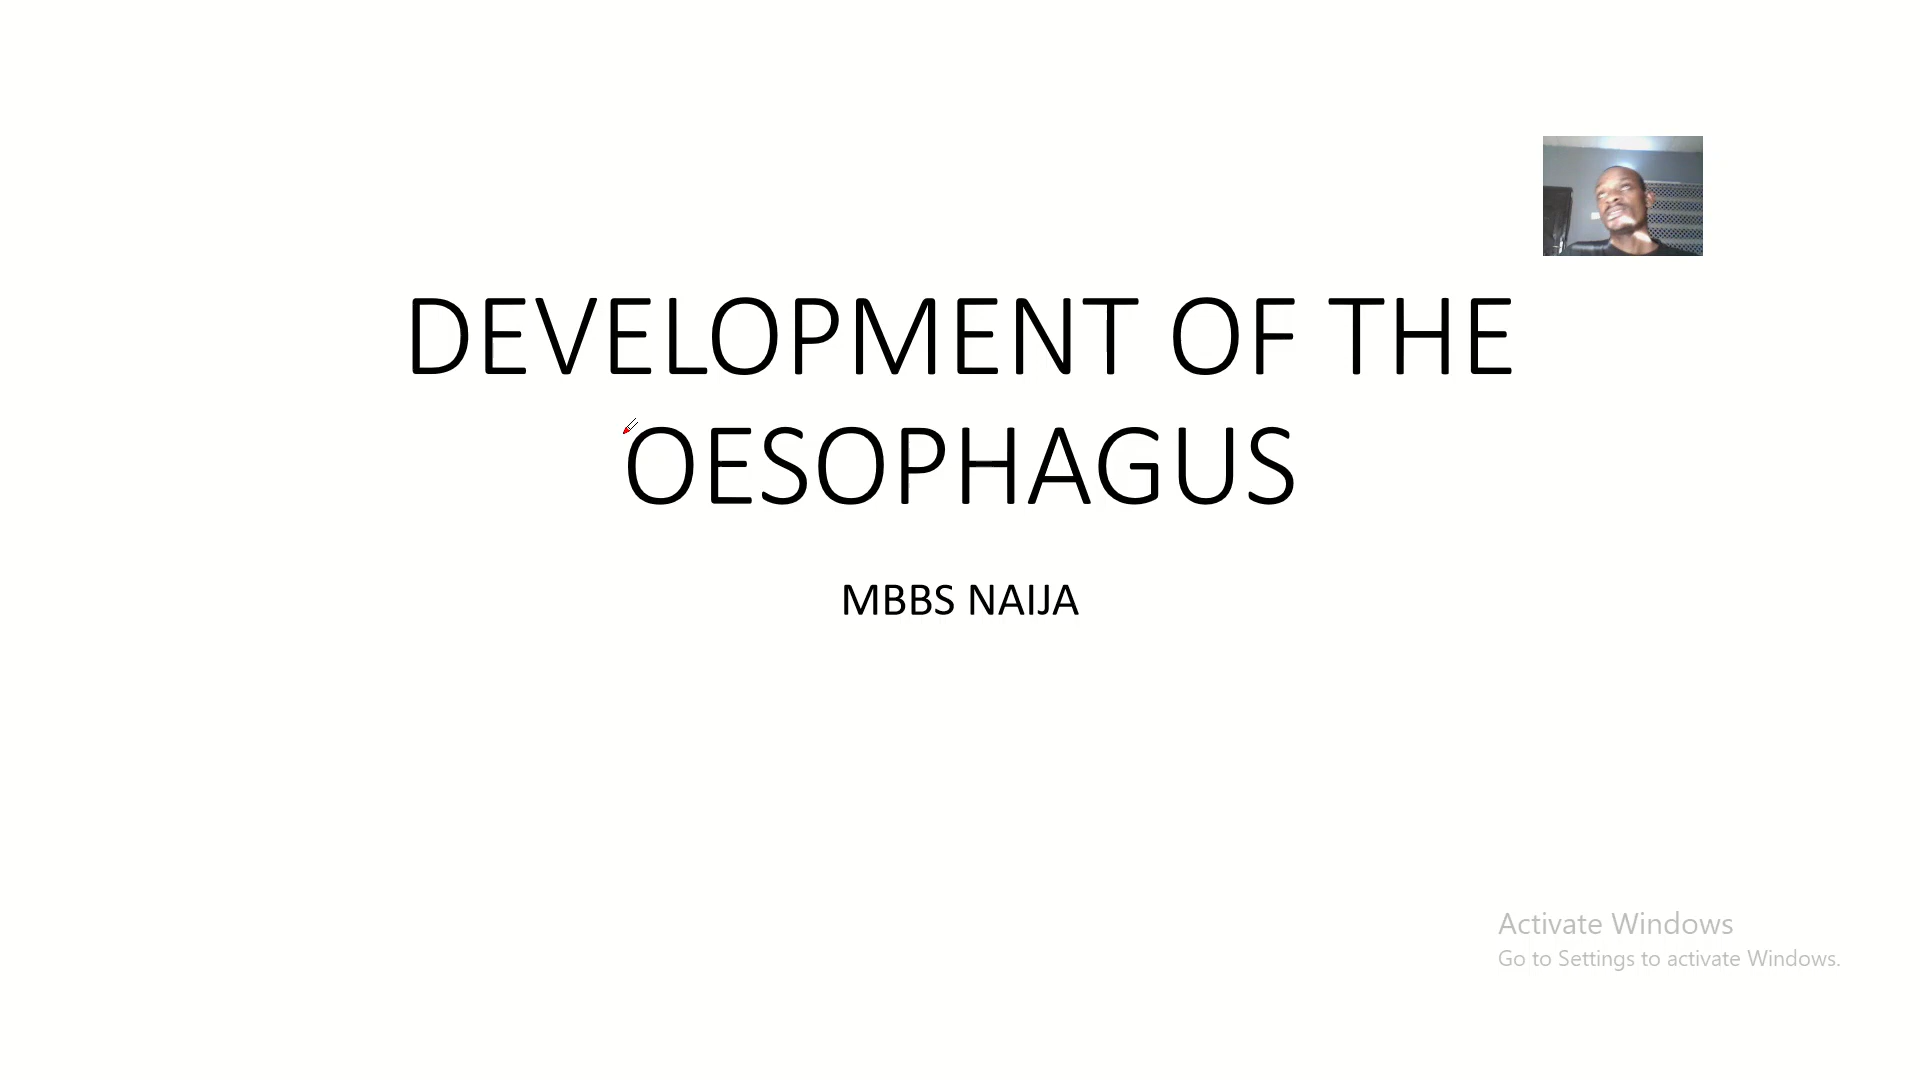 DEVELOPMENT OF THE
OESOPHAGUS
MBBS NAIJA
Activate Windows
Go to Settings to activate Windows.